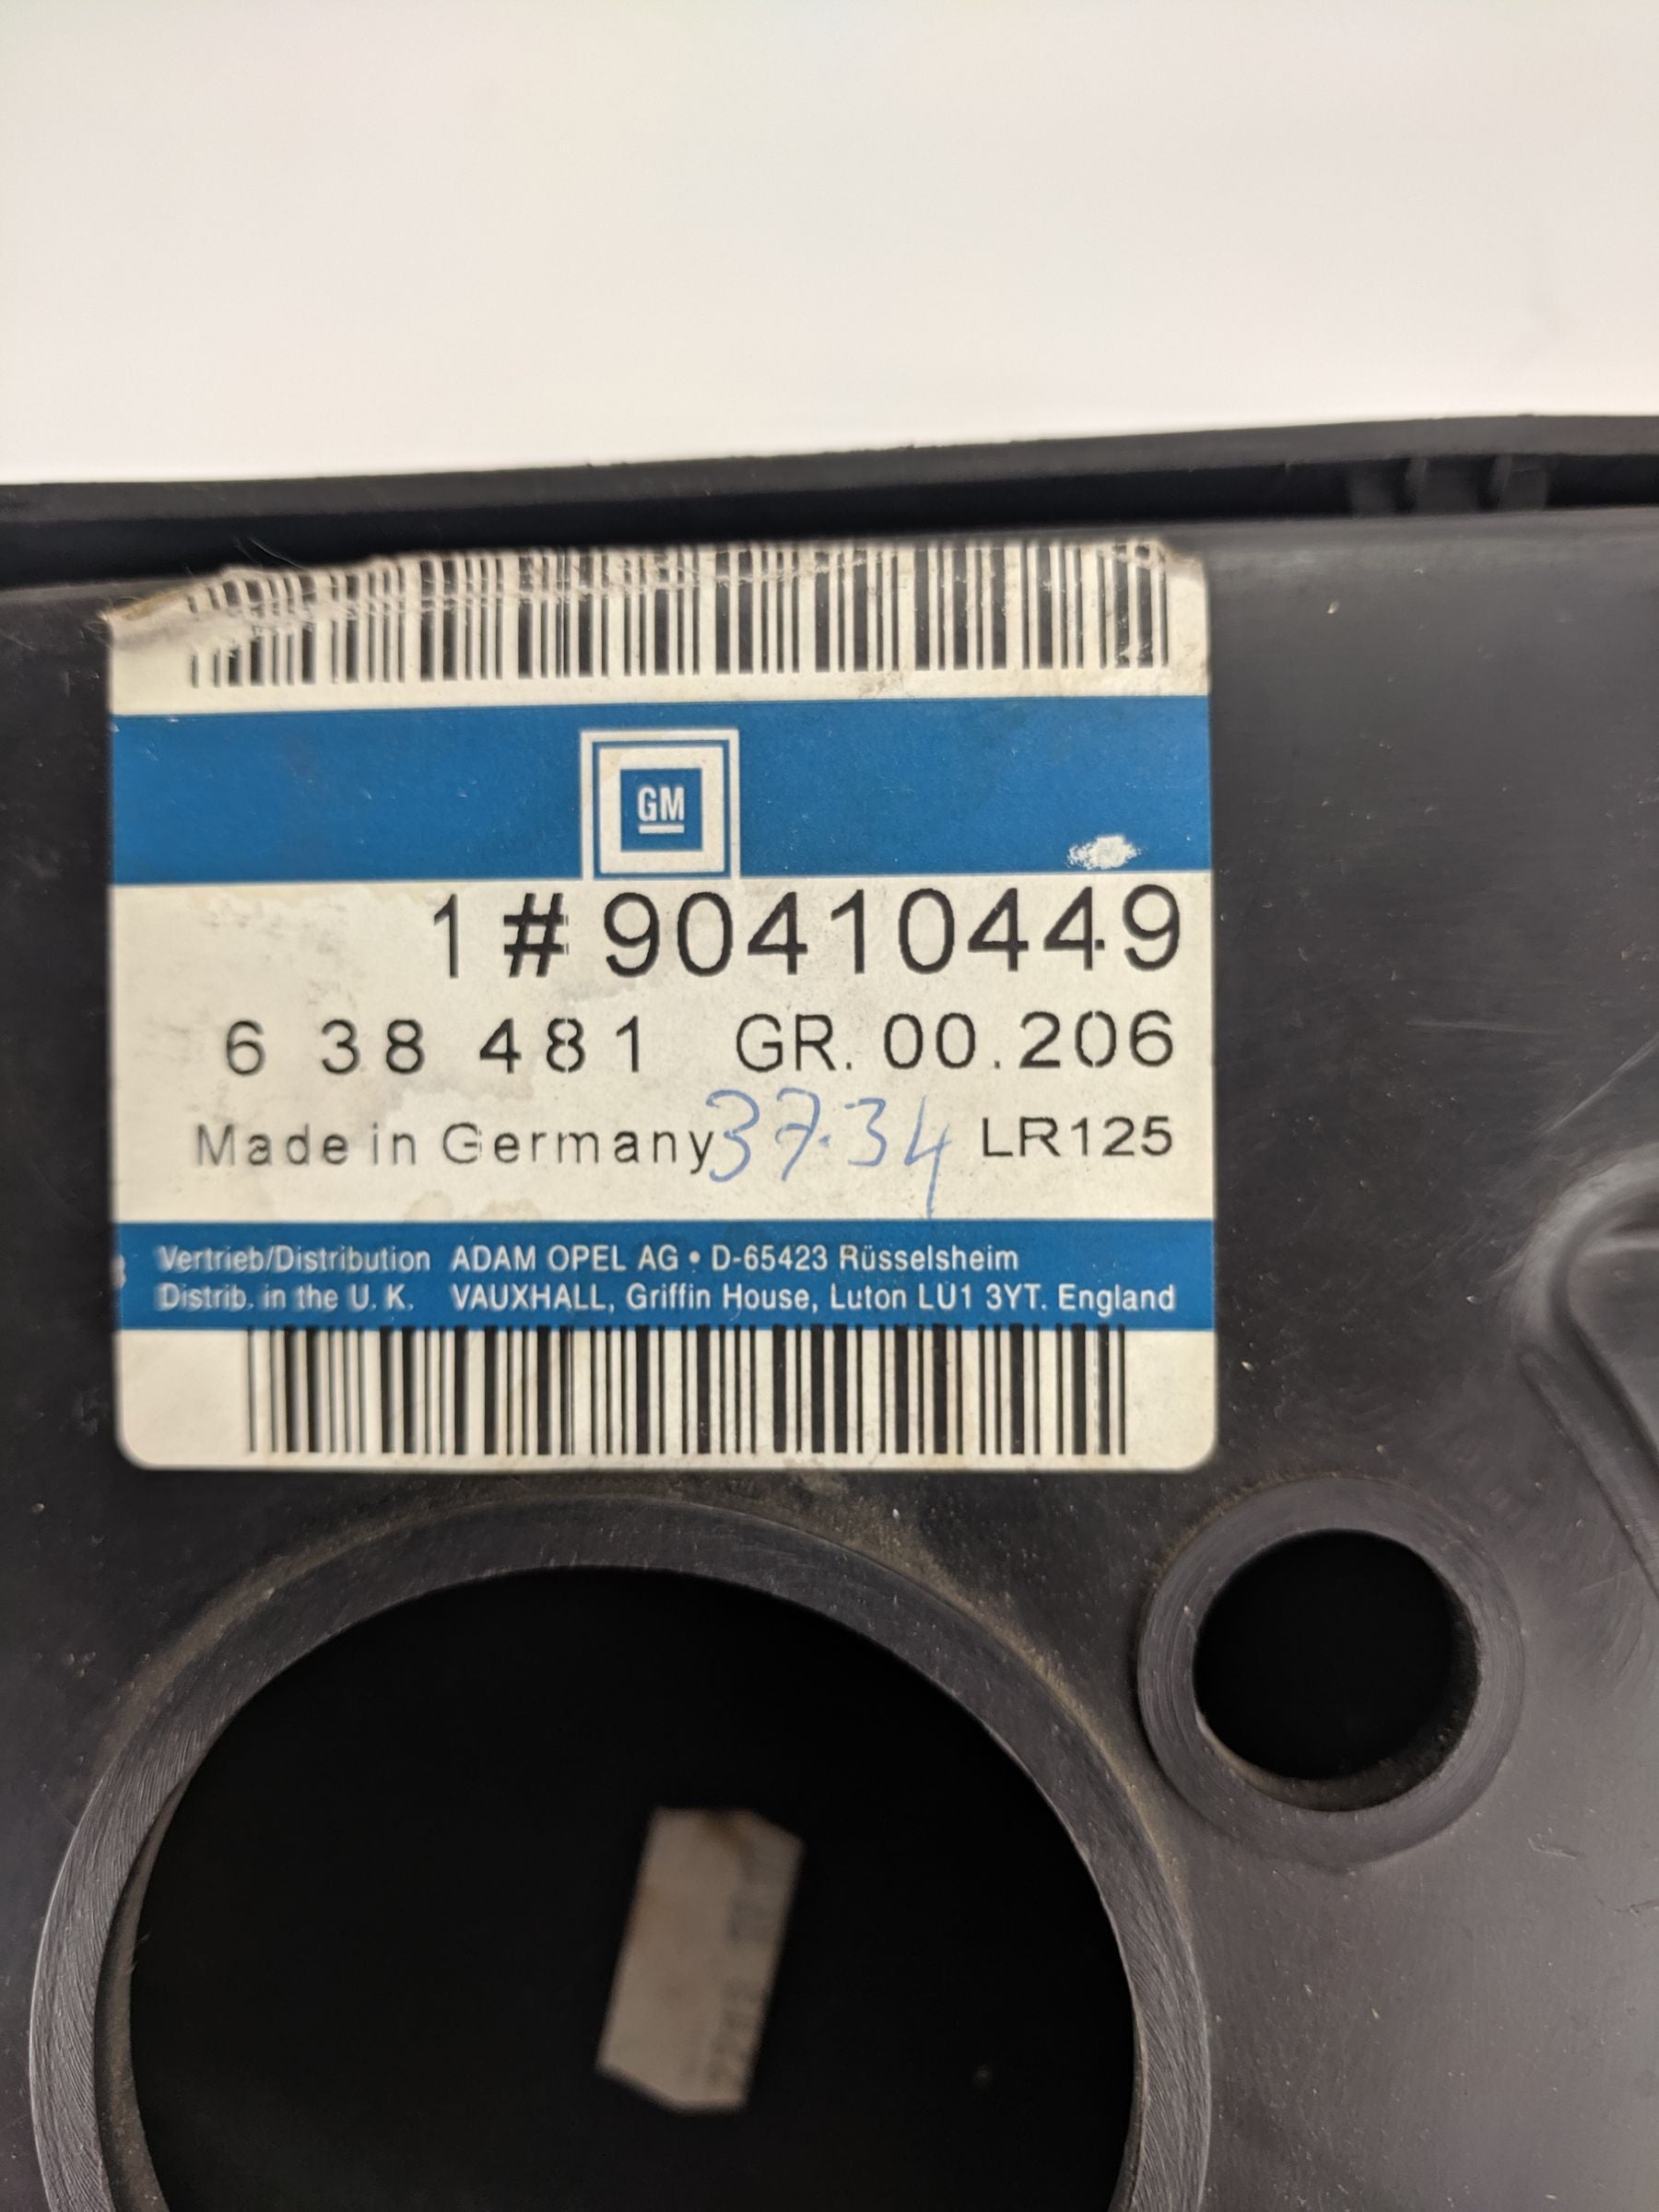 GM
1 # 90410449
6 38 481 GR. 00.206
Made in Germany 37.34 LR125
Vertrieb/Distribution ADAM OPEL AG • D-65423 Rüsselsheim
Distrib. in the U. K. VAUXHALL, Griffin House, Luton LU1 3YT. England